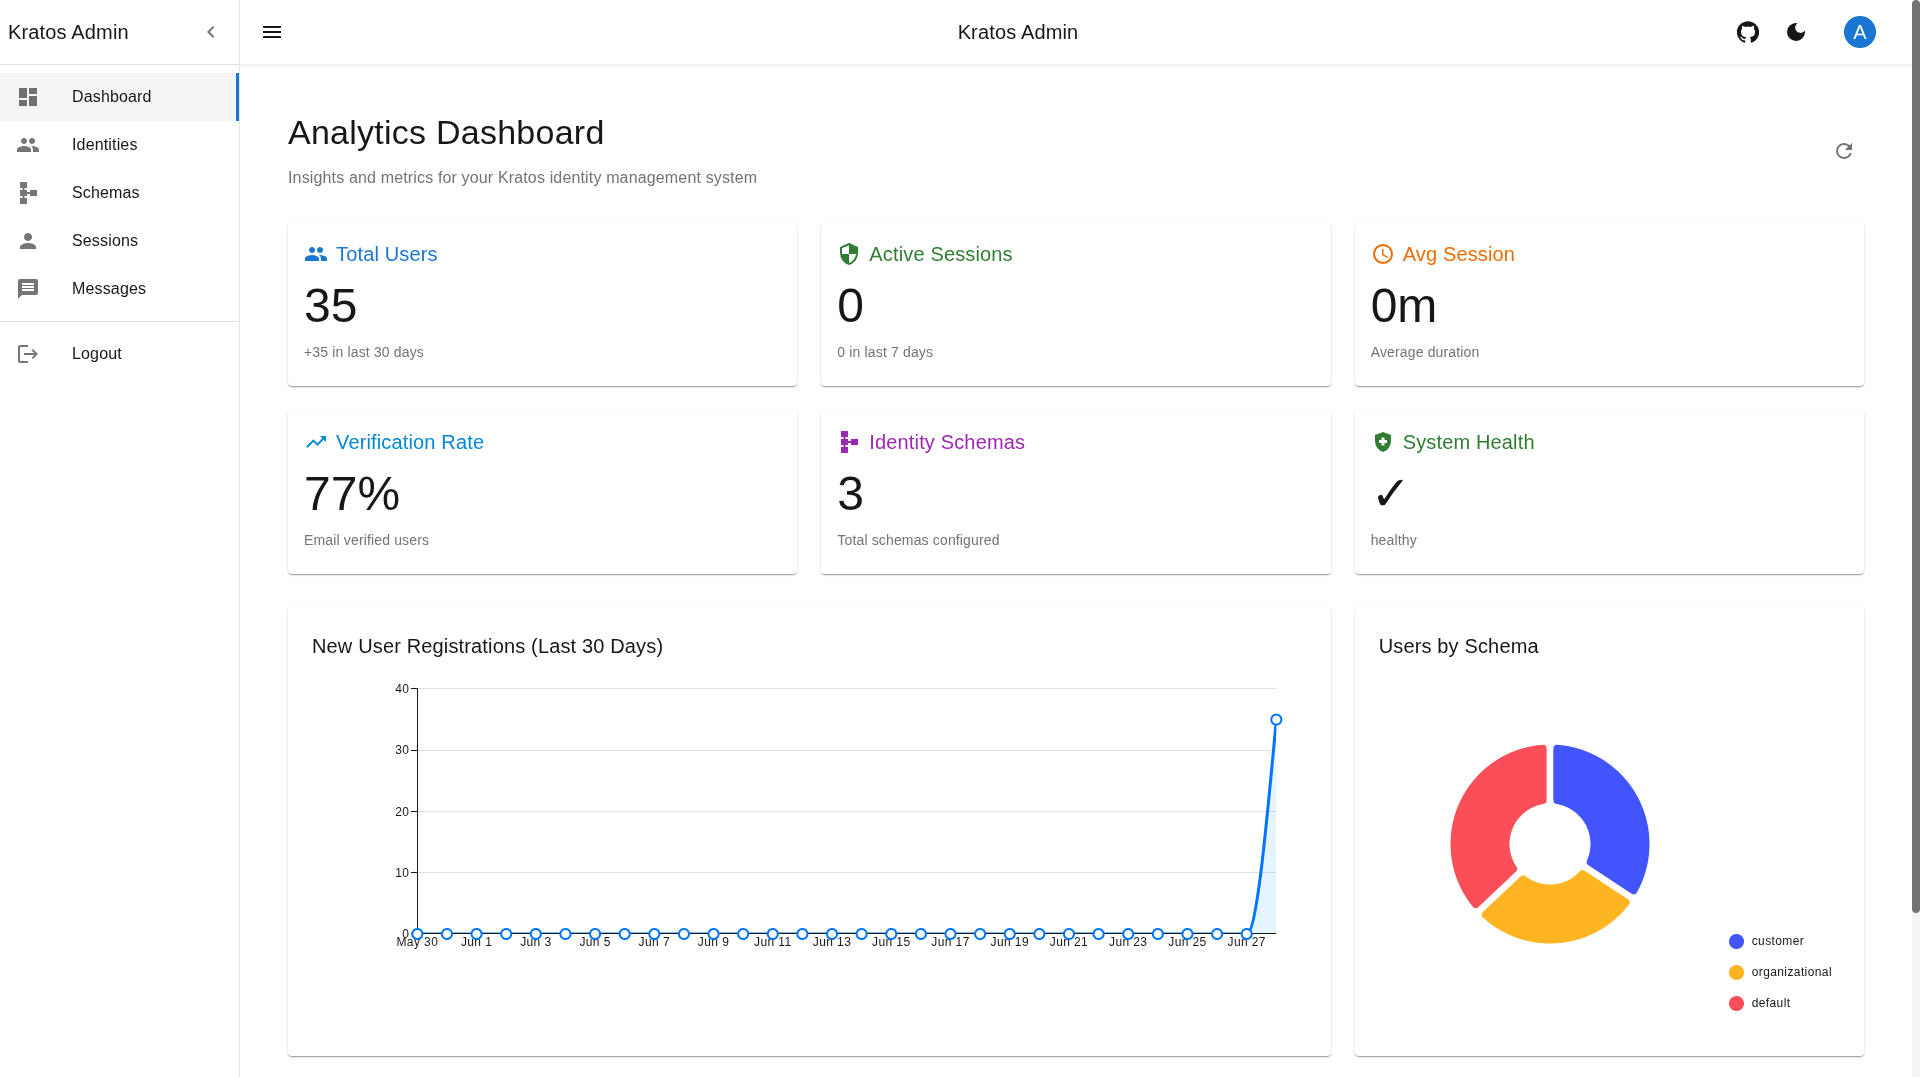 Kratos Admin
Kratos Admin
A
Dashboard
Identities
Schemas
Sessions
Messages
Logout
Analytics Dashboard
Insights and metrics for your Kratos identity management system
Total Users
35
+35 in last 30 days
Active Sessions
0
0 in last 7 days
Avg Session
0m
Average duration
Verification Rate
77%
Email verified users
Identity Schemas
3
Total schemas configured
System Health
✓
healthy
New User Registrations (Last 30 Days)
40
30
20
10
0
May 30 Jun 1 Jun 3 Jun 5 Jun 7 Jun 9 Jun 11 Jun 13 Jun 15 Jun 17 Jun 19 Jun 21 Jun 23 Jun 25 Jun 27
Users by Schema
customer
organizational
default